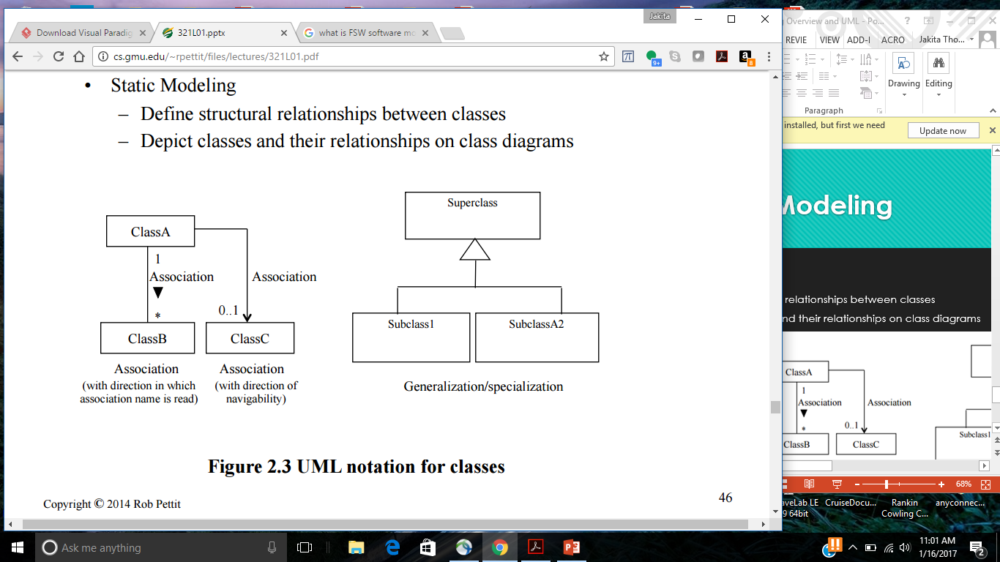 Jakita
Download Visual Paradig
321L01.pptx
what is FSW software mo
cs.gmu.edu/~rpettit/files/lectures/321L01.pdf
9+
8
• Static Modeling
– Define structural relationships between classes
– Depict classes and their relationships on class diagrams
ClassA
1
Association
*
Association
0..1
ClassB
ClassC
Association
(with direction in which
association name is read)
Association
(with direction of
navigability)
Superclass
Subclass1
SubclassA2
Generalization/specialization
Figure 2.3 UML notation for classes
Copyright © 2014 Rob Pettit
46
Overview and UML - Po...
?
REVIE VIEW ADD-I ACRO Jakita Tho...
Drawing
Editing
Paragraph
installed, but first we need
Update now
Modeling
relationships between classes
nd their relationships on class diagrams
ClassA
1
Association
*
Association
0..1
ClassB
ClassC
Subclass1
68%
aveLab LE
9 64bit
CruiseDocu...
Rankin
Cowling C...
anyconnec...
Ask me anything
11:01 AM
1/16/2017
2